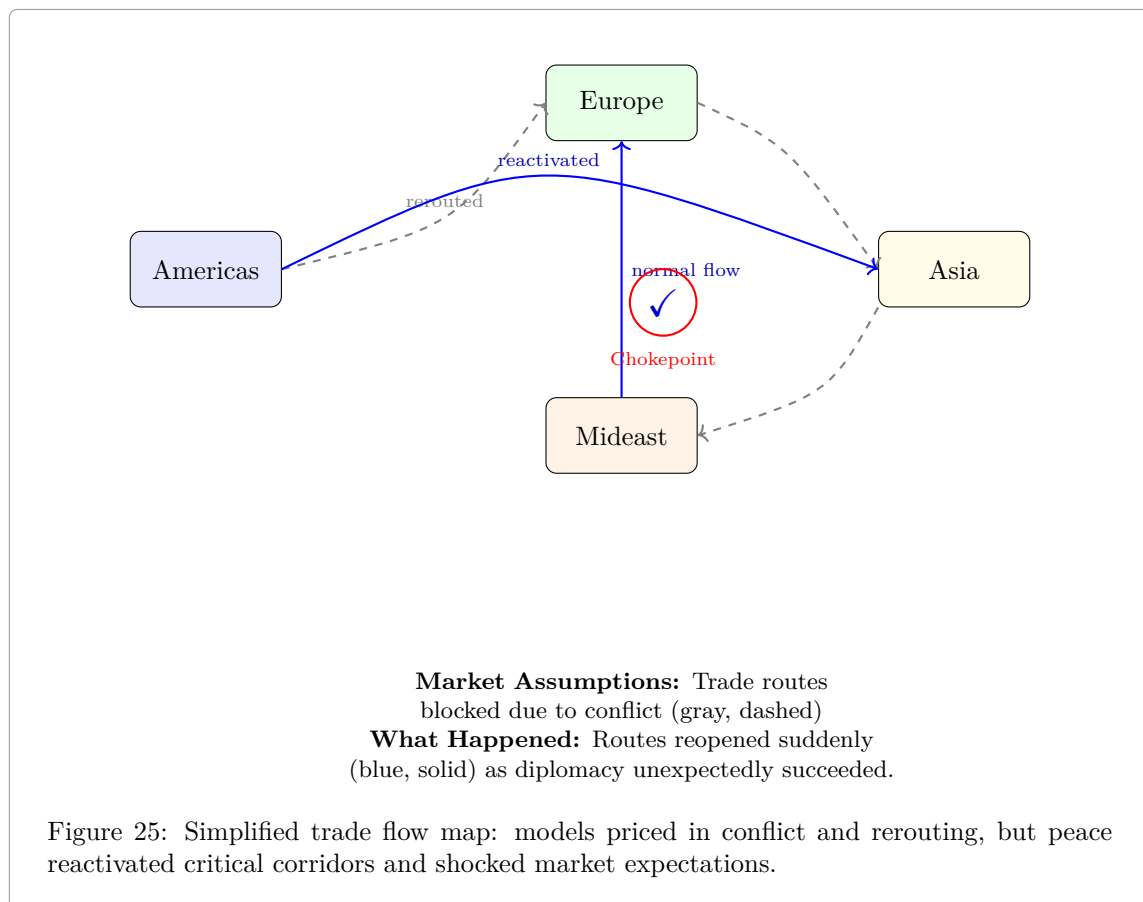 Europe
reactivated
rerouted
Americas
normal flow
Asia
✓
Chokepoint
Mideast
Market Assumptions: Trade routes
blocked due to conflict (gray, dashed)
What Happened: Routes reopened suddenly
(blue, solid) as diplomacy unexpectedly succeeded.
Figure 25: Simplified trade flow map: models priced in conflict and rerouting, but peace
reactivated critical corridors and shocked market expectations.